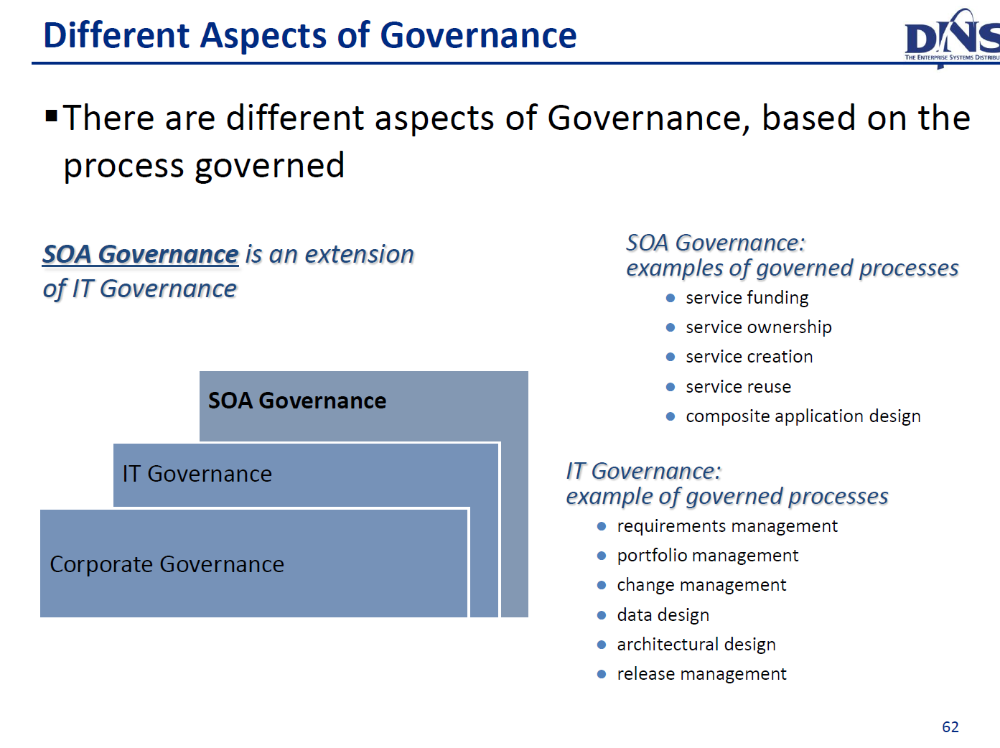 Different Aspects of Governance
DNS
THE ENTERPRISE SYSTEMS
▪There are different aspects of Governance, based on the
process governed
SOA Governance is an extension
of IT Governance
SOA Governance
IT Governance
Corporate Governance
SOA Governance:
examples of governed processes
● service funding
● service ownership
● service creation
● service reuse
● composite application design
IT Governance:
example of governed processes
● requirements management
● portfolio management
● change management
● data design
● architectural design
● release management
62